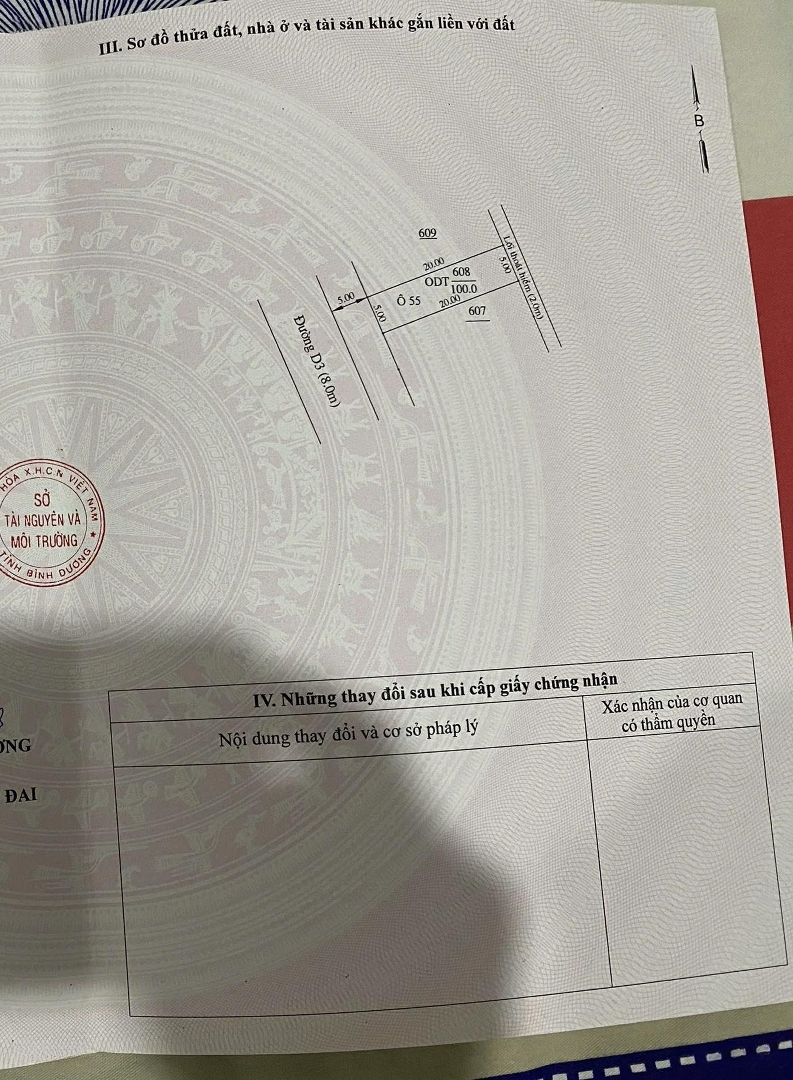 III. Sơ đồ thửa đất, nhà ở và tài sản khác gắn liền với đất
B
609
20.00
Lối thoát hiểm (2.0m)
5.00
608
ODT
100.0
5.00
Ô 55
20.00
5.00
607
Đường D3 (8.0m)
HÒA X.H.C.N VIỆT NAM
SỞ
TÀI NGUYÊN VÀ
MÔI TRƯỜNG
TỈNH BÌNH DƯƠNG
ƠNG
ĐAI
IV. Những thay đổi sau khi cấp giấy chứng nhận
Nội dung thay đổi và cơ sở pháp lý
Xác nhận của cơ quan
có thẩm quyền